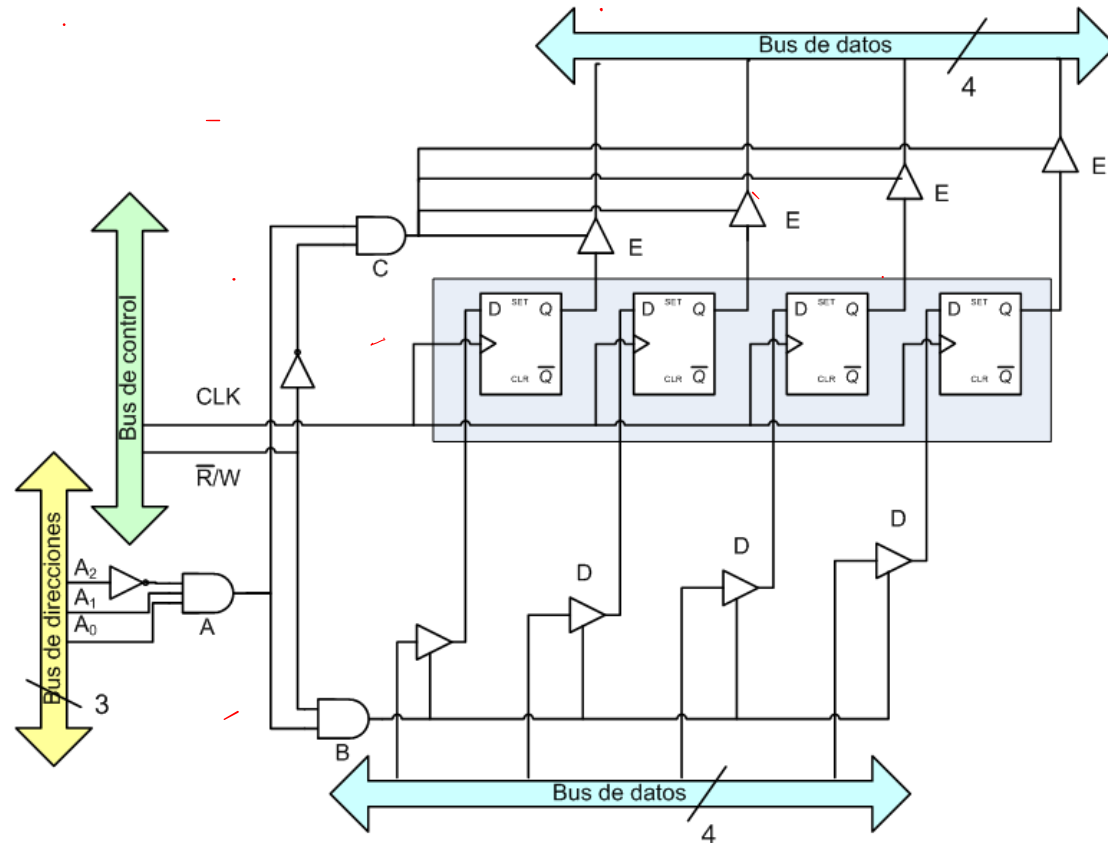 Bus de datos
4
E
E
E
E
C
D SET Q
CLR Q̅
D SET Q
CLR Q̅
D SET Q
CLR Q̅
D SET Q
CLR Q̅
Bus de control
CLK
R̅/W
D
D
D
A₂
A₁
A₀
A
Bus de direcciones
3
B
Bus de datos
4